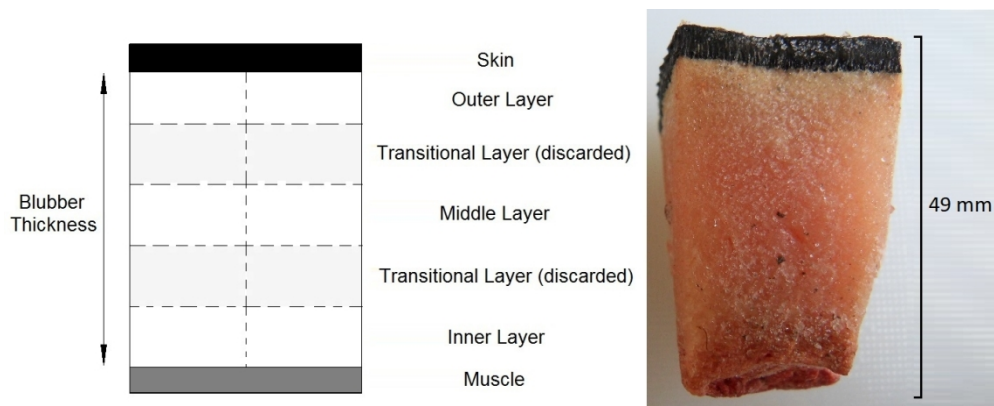 Skin
Outer Layer
Transitional Layer (discarded)
Blubber
Thickness
Middle Layer
49 mm
Transitional Layer (discarded)
Inner Layer
Muscle